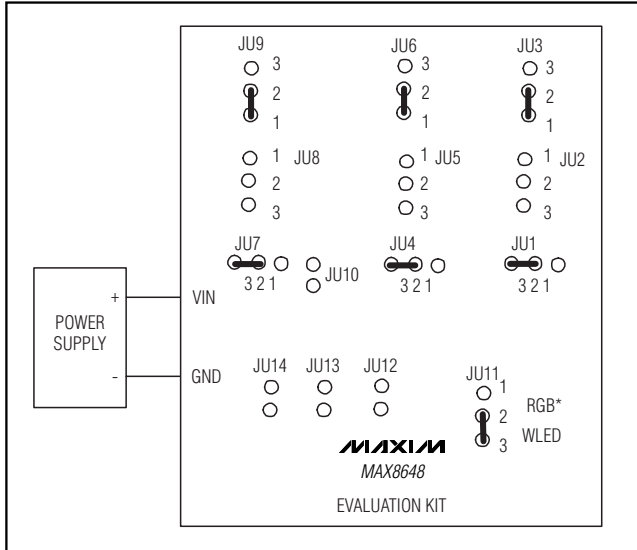 JU9
3
2
1
JU6
3
2
1
JU3
3
2
1
1 JU8
2
3
1 JU5
2
3
1 JU2
2
3
JU7
3 2 1
JU10
JU4
3 2 1
JU1
3 2 1
POWER
SUPPLY
+
-
VIN
GND
JU14
JU13
JU12
JU11
1
2
3
RGB*
WLED
MAXIM
MAX8648
EVALUATION KIT